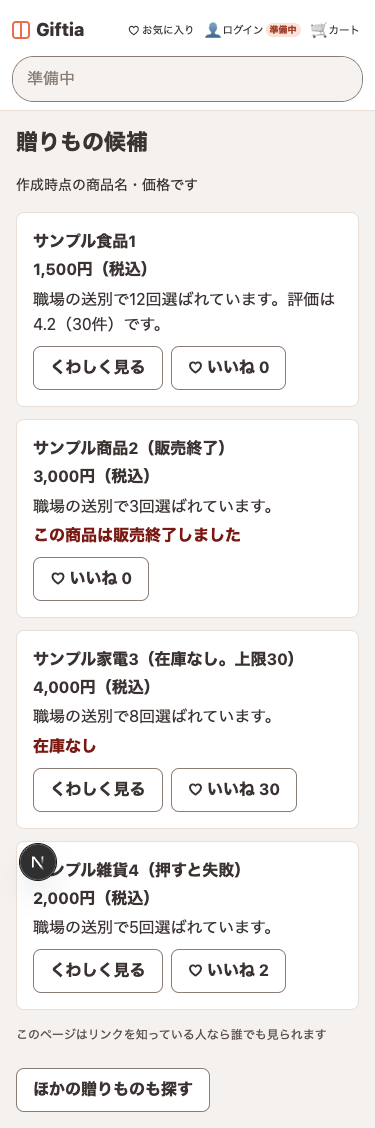 Giftia
♡ お気に入り
ログイン 準備中
カート
準備中
贈りもの候補
作成時点の商品名・価格です
サンプル食品1
1,500円（税込）
職場の送別で12回選ばれています。評価は
4.2（30件）です。
くわしく見る
♡ いいね 0
サンプル商品2（販売終了）
3,000円（税込）
職場の送別で3回選ばれています。
この商品は販売終了しました
♡ いいね 0
サンプル家電3（在庫なし。上限30）
4,000円（税込）
職場の送別で8回選ばれています。
在庫なし
くわしく見る
♡ いいね 30
N
ンプル雑貨4（押すと失敗）
2,000円（税込）
職場の送別で5回選ばれています。
くわしく見る
♡ いいね 2
このページはリンクを知っている人なら誰でも見られます
ほかの贈りものも探す